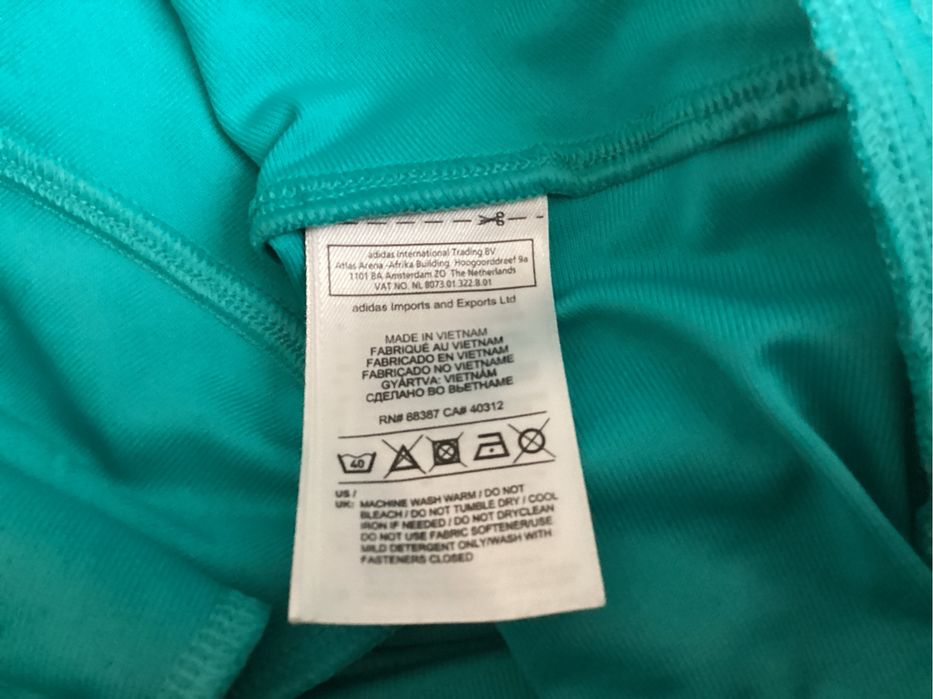 adidas International Trading BV
Atlas Arena -Afrika Building. Hoogoorddreef 9a
1101 BA Amsterdam ZO The Netherlands
VAT NO. NL 8073.01.322.B.01
adidas Imports and Exports Ltd
MADE IN VIETNAM
FABRIQUÉ AU VIETNAM
FABRICADO EN VIETNAM
FABRICADO NO VIETNAME
GYÁRTVA: VIETNÁM
СДЕЛАНО ВО ВЬЕТНАМЕ
RN# 88387 CA# 40312
40
US /
UK: MACHINE WASH WARM / DO NOT
BLEACH / DO NOT TUMBLE DRY / COOL
IRON IF NEEDED / DO NOT DRYCLEAN
DO NOT USE FABRIC SOFTENER/USE
MILD DETERGENT ONLY/WASH WITH
FASTENERS CLOSED